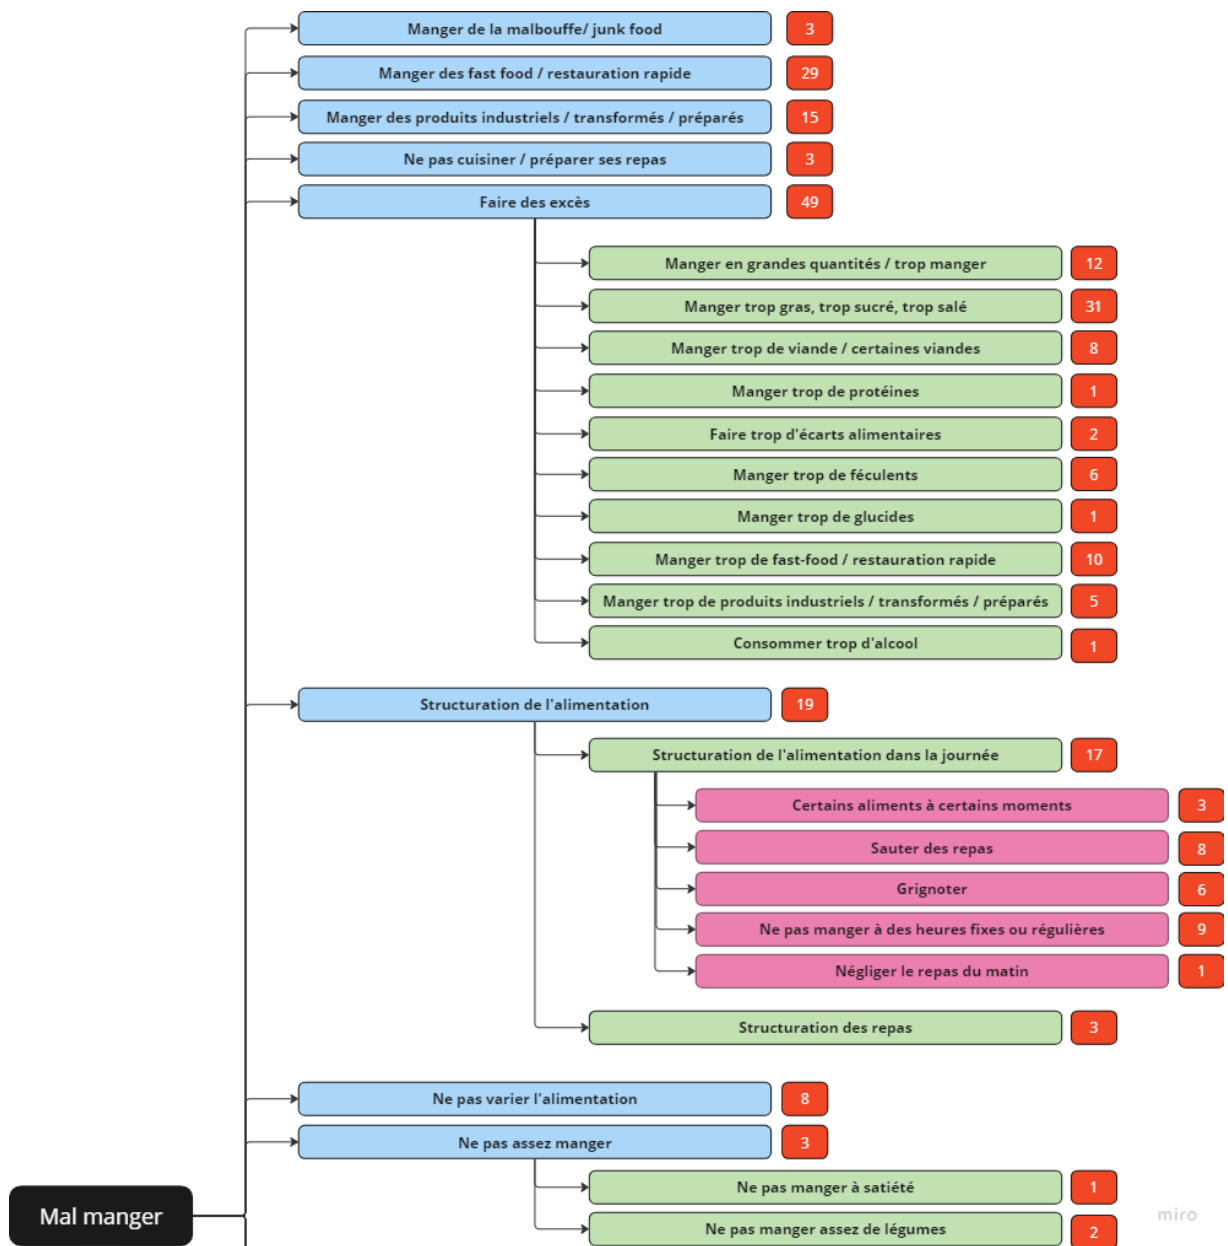 Manger de la malbouffe/ junk food 3
Manger des fast food / restauration rapide 29
Manger des produits industriels / transformés / préparés 15
Ne pas cuisiner / préparer ses repas 3
Faire des excès 49
Manger en grandes quantités / trop manger 12
Manger trop gras, trop sucré, trop salé 31
Manger trop de viande / certaines viandes 8
Manger trop de protéines 1
Faire trop d'écarts alimentaires 2
Manger trop de féculents 6
Manger trop de glucides 1
Manger trop de fast-food / restauration rapide 10
Manger trop de produits industriels / transformés / préparés 5
Consommer trop d'alcool 1
Structuration de l'alimentation 19
Structuration de l'alimentation dans la journée 17
Certains aliments à certains moments 3
Sauter des repas 8
Grignoter 6
Ne pas manger à des heures fixes ou régulières 9
Négliger le repas du matin 1
Structuration des repas 3
Ne pas varier l'alimentation 8
Ne pas assez manger 3
Ne pas manger à satiété 1
Mal manger
miro
Ne pas manger assez de légumes 2